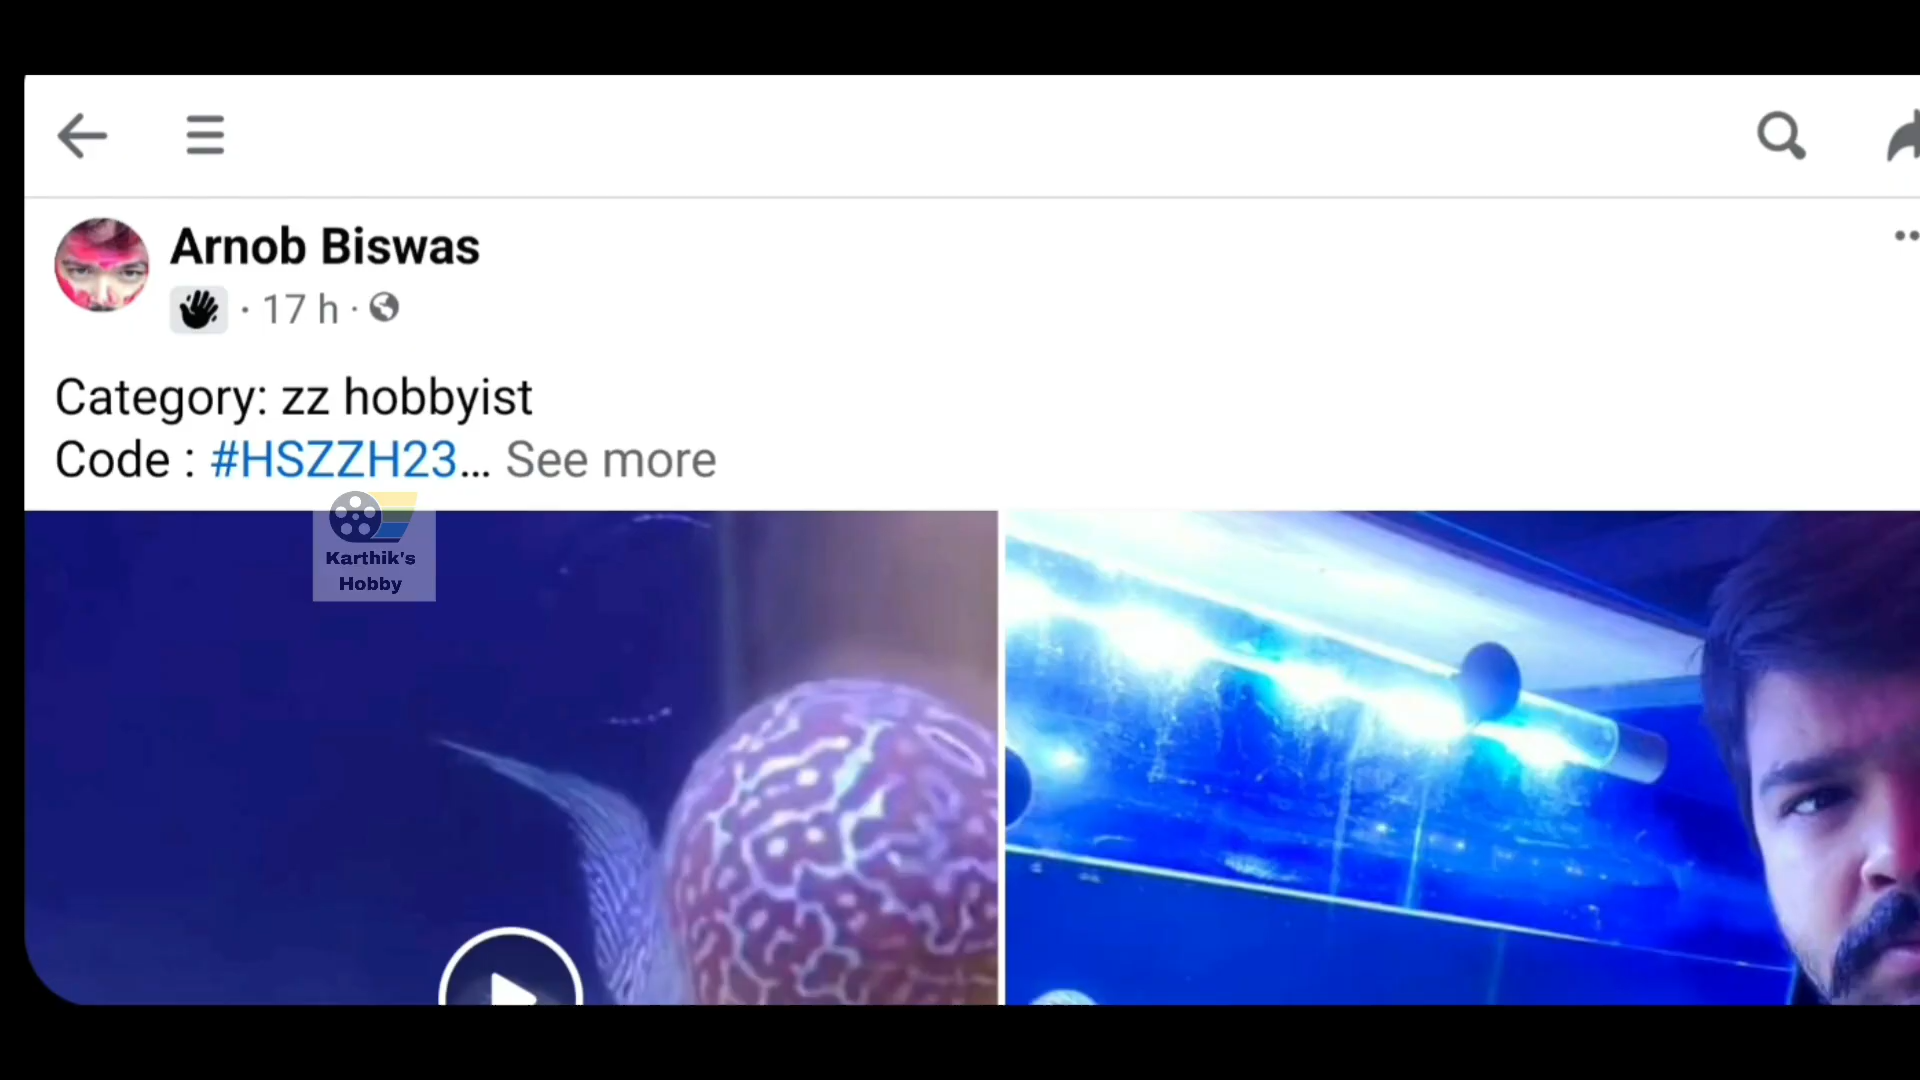 Arnob Biswas
· 17 h ·
Category: zz hobbyist
Code : #HSZZH23... See more
Karthik's
Hobby